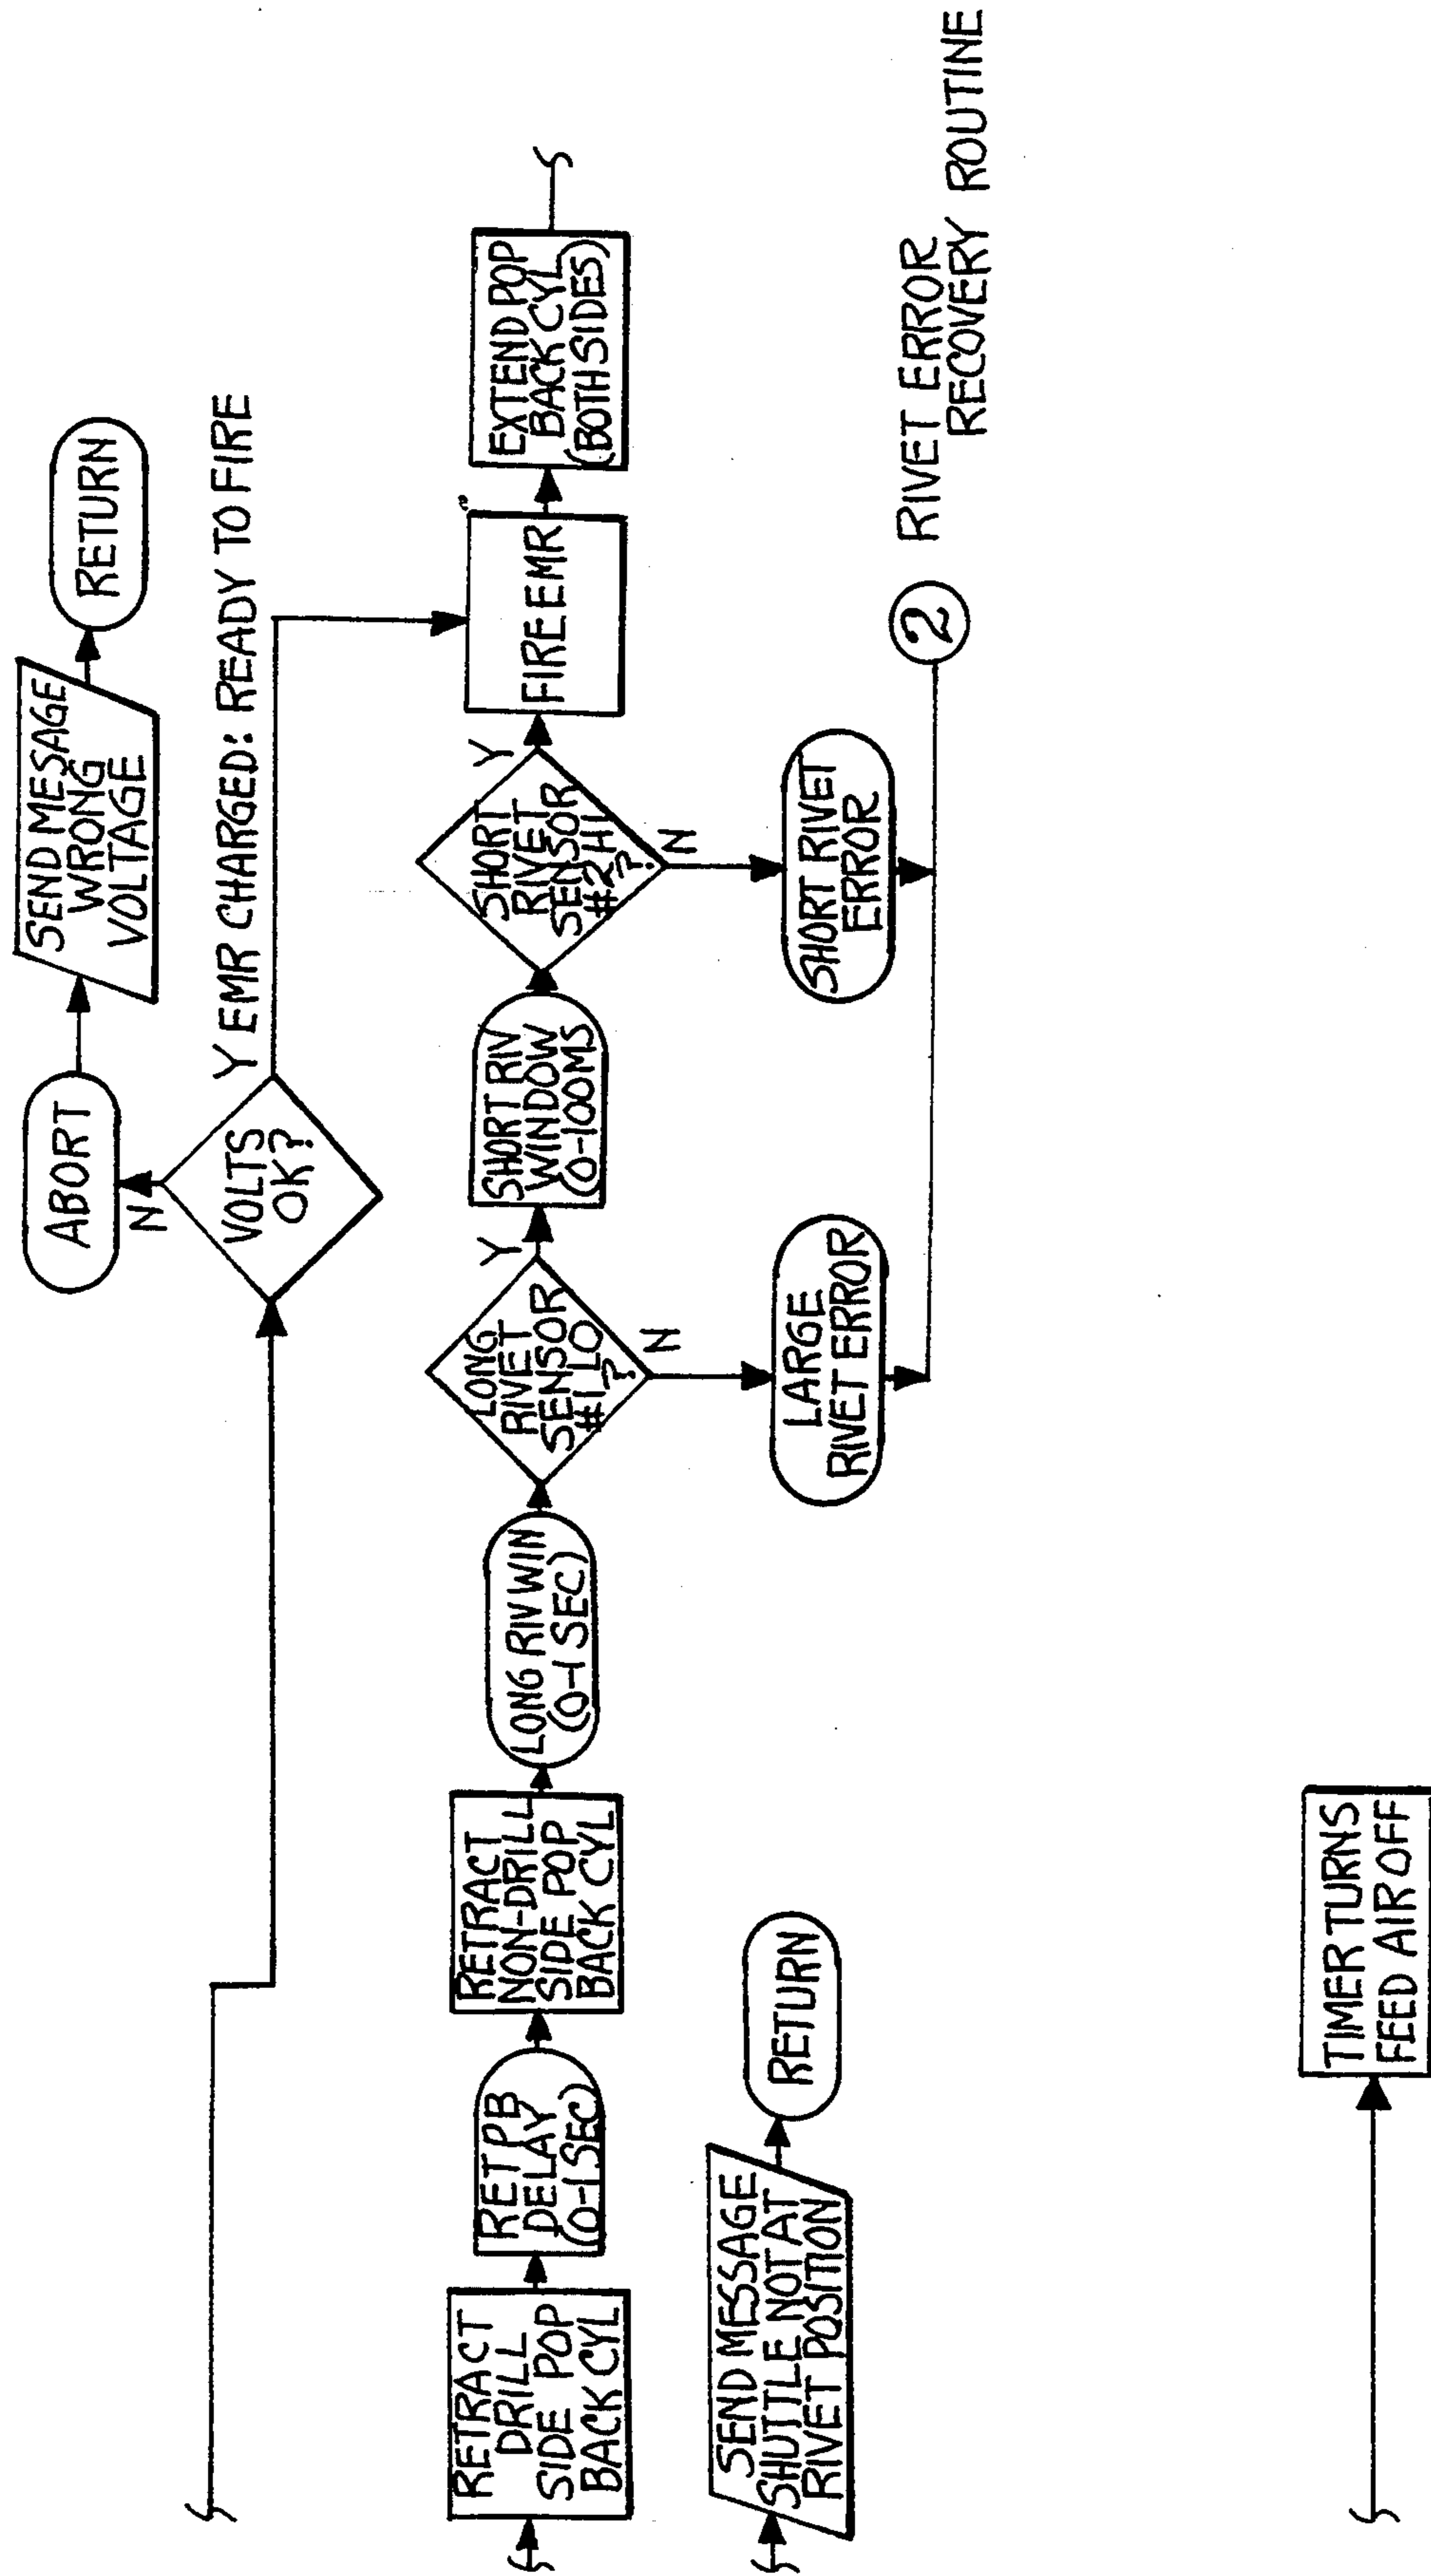 SEND MESSAGE
WRONG
VOLTAGE
RETURN
ABORT
N
VOLTS
OK?
Y EMR CHARGED: READY TO FIRE
RETRACT
DRILL
SIDE POP
BACK CYL
RET PB
DELAY
(0-1SEC)
RETRACT
NON-DRILL
SIDE POP
BACK CYL
LONG RIV WIN
(0-1 SEC)
LONG
RIVET
SENSOR
#1 LO
?
Y
N
SHORT RIV
WINDOW
(0-100MS
SHORT
RIVET
SENSOR
#2 HI
?
Y
N
FIRE EMR
EXTEND POP
BACK CYL
(BOTH SIDES)
SEND MESSAGE
SHUTTLE NOT AT
RIVET POSITION
RETURN
LARGE
RIVET ERROR
SHORT RIVET
ERROR
2
RIVET ERROR
RECOVERY ROUTINE
TIMER TURNS
FEED AIR OFF